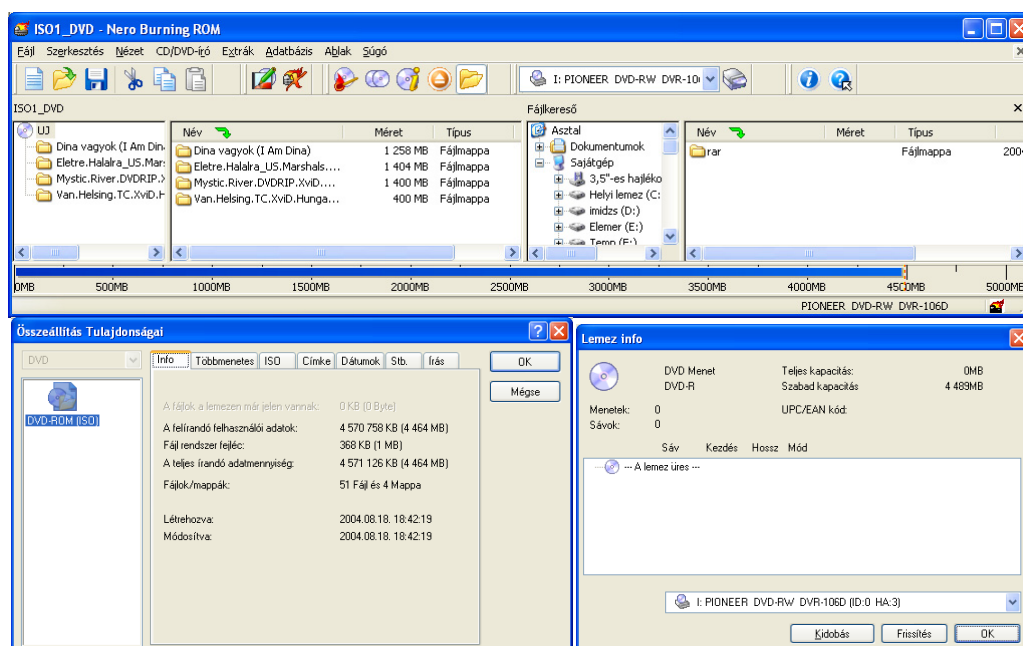 ISO1_DVD - Nero Burning ROM
Fájl Szerkesztés Nézet CD/DVD-író Extrák Adatbázis Ablak Súgó
I: PIONEER DVD-RW DVR-10
ISO1_DVD
Fájlkereső
UJ
Dina vagyok (I Am Din
Eletre.Halalra_US.Mar
Mystic.River.DVDRIP.X
Van.Helsing.TC.XviD.H
Név Méret Típus
Dina vagyok (I Am Dina) 1 258 MB Fájlmappa
Eletre.Halalra_US.Marshals.... 1 404 MB Fájlmappa
Mystic.River.DVDRIP.XviD.... 1 400 MB Fájlmappa
Van.Helsing.TC.XviD.Hunga... 400 MB Fájlmappa
Asztal
Dokumentumok
Sajátgép
3,5"-es hajléko
Helyi lemez (C:
imidzs (D:)
Elemer (E:)
Temp (F:)
Név Méret Típus
rar Fájlmappa 200
0MB 500MB 1000MB 1500MB 2000MB 2500MB 3000MB 3500MB 4000MB 4500MB 5000MB
PIONEER DVD-RW DVR-106D
Összeállítás Tulajdonságai
DVD
DVD-ROM (ISO)
Info Többmenetes ISO Címke Dátumok Stb. Írás
OK
Mégse
A fájlok a lemezen már jelen vannak: 0 KB (0 Byte)
A felírandó felhasználói adatok: 4 570 758 KB (4 464 MB)
Fájl rendszer fejléc: 368 KB (1 MB)
A teljes írandó adatmennyiség: 4 571 126 KB (4 464 MB)
Fájlok/mappák: 51 Fájl és 4 Mappa
Létrehozva: 2004.08.18. 18:42:19
Módosítva: 2004.08.18. 18:42:19
Lemez info
DVD Menet Teljes kapacitás: 0MB
DVD-R Szabad kapacitás 4 489MB
Menetek: 0 UPC/EAN kód:
Sávok: 0
Sáv Kezdés Hossz Mód
--- A lemez üres ---
I: PIONEER DVD-RW DVR-106D (ID:0 HA:3)
Kidobás Frissítés OK